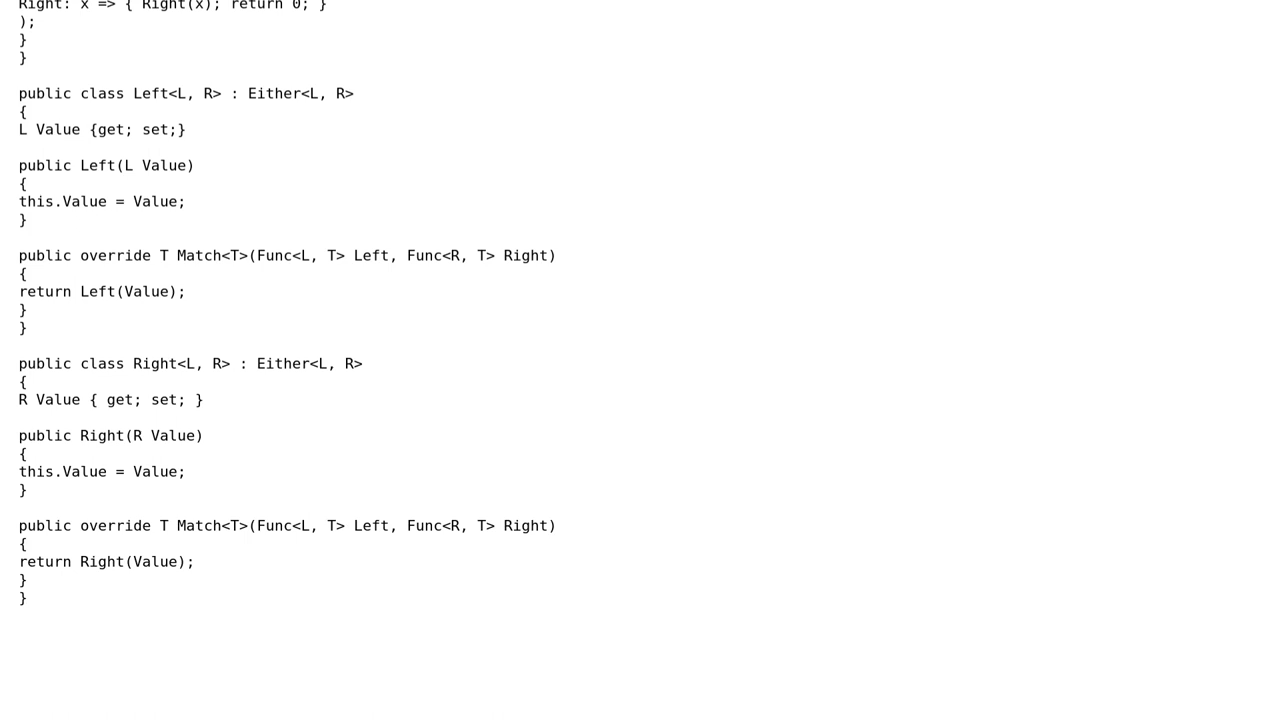 Right: x => { Right(x); return 0; }
);
}
}
public class Left<L, R> : Either<L, R>
{
L Value {get; set;}
public Left(L Value)
{
this.Value = Value;
}
public override T Match<T>(Func<L, T> Left, Func<R, T> Right)
{
return Left(Value);
}
}
public class Right<L, R> : Either<L, R>
{
R Value { get; set; }
public Right(R Value)
{
this.Value = Value;
}
public override T Match<T>(Func<L, T> Left, Func<R, T> Right)
{
return Right(Value);
}
}